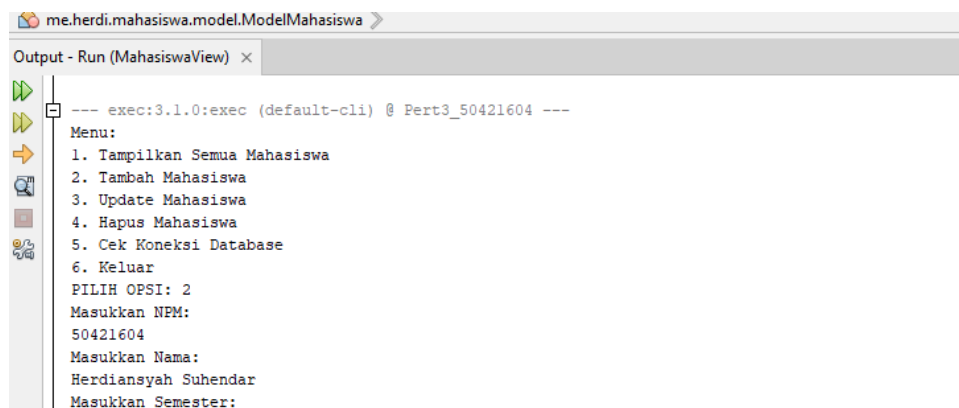 me.herdi.mahasiswa.model.ModelMahasiswa
Output - Run (MahasiswaView) ×
--- exec:3.1.0:exec (default-cli) @ Pert3_50421604 ---
Menu:
1. Tampilkan Semua Mahasiswa
2. Tambah Mahasiswa
3. Update Mahasiswa
4. Hapus Mahasiswa
5. Cek Koneksi Database
6. Keluar
PILIH OPSI: 2
Masukkan NPM:
50421604
Masukkan Nama:
Herdiansyah Suhendar
Masukkan Semester: